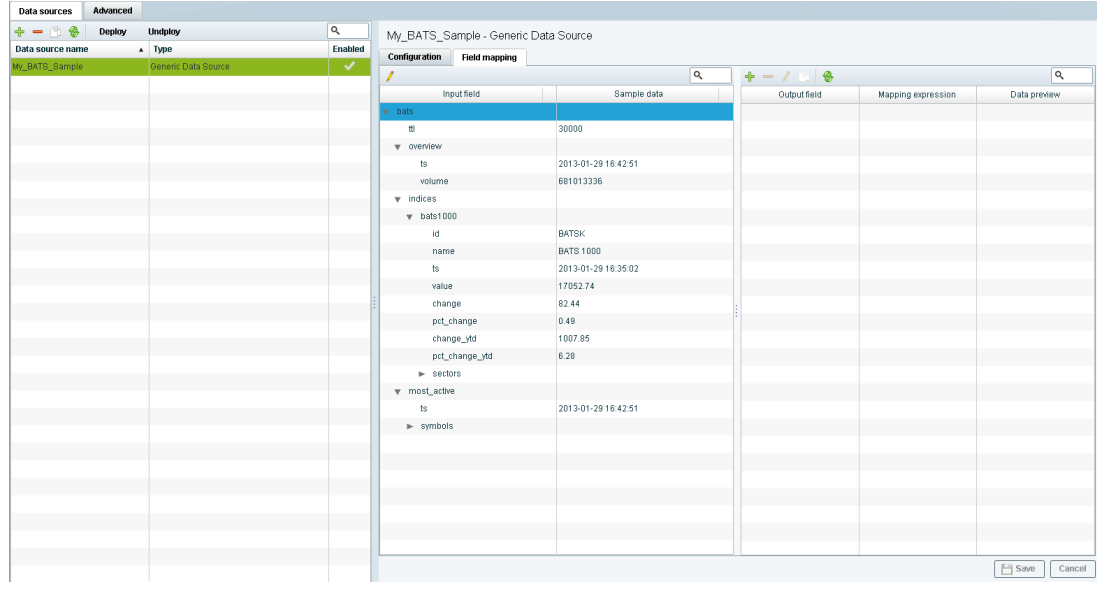 Data sources Advanced
Deploy Undploy
Data source name Type Enabled
My_BATS_Sample Generic Data Source
My_BATS_Sample - Generic Data Source
Configuration Field mapping
Input field Sample data
bats
ttl 30000
overview
ts 2013-01-29 16:42:51
volume 681013336
indices
bats1000
id BATSK
name BATS 1000
ts 2013-01-29 16:35:02
value 17052.74
change 82.44
pct_change 0.49
change_ytd 1007.85
pct_change_ytd 6.28
sectors
most_active
ts 2013-01-29 16:42:51
symbols
Output field Mapping expression Data preview
Save Cancel